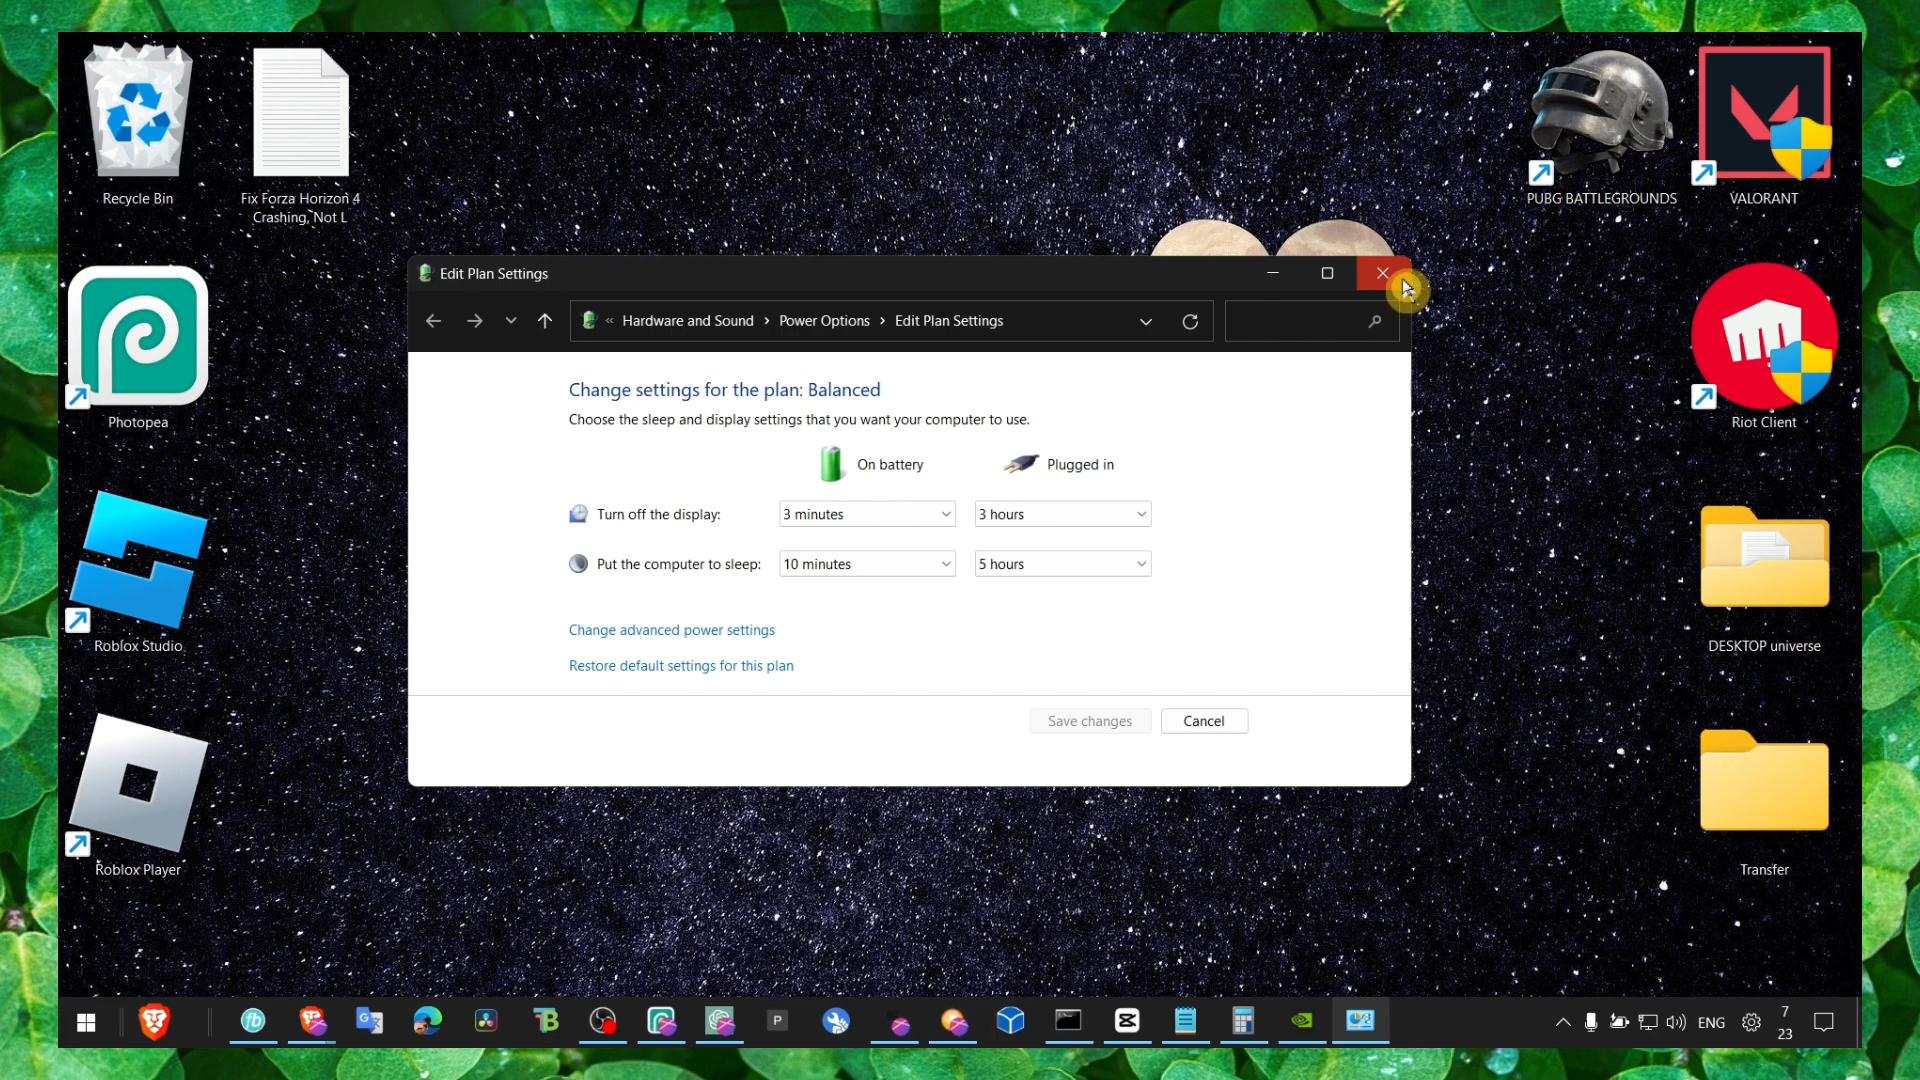 Recycle Bin
Fix Forza Horizon 4
Crashing, Not L
PUBG BATTLEGROUNDS
VALORANT
Edit Plan Settings
« Hardware and Sound › Power Options › Edit Plan Settings
Change settings for the plan: Balanced
Choose the sleep and display settings that you want your computer to use.
On battery
Plugged in
Turn off the display:
3 minutes
3 hours
Put the computer to sleep:
10 minutes
5 hours
Change advanced power settings
Restore default settings for this plan
Save changes
Cancel
Photopea
Riot Client
Roblox Studio
DESKTOP universe
Roblox Player
Transfer
fb
G
TB
P
ENG
7
23